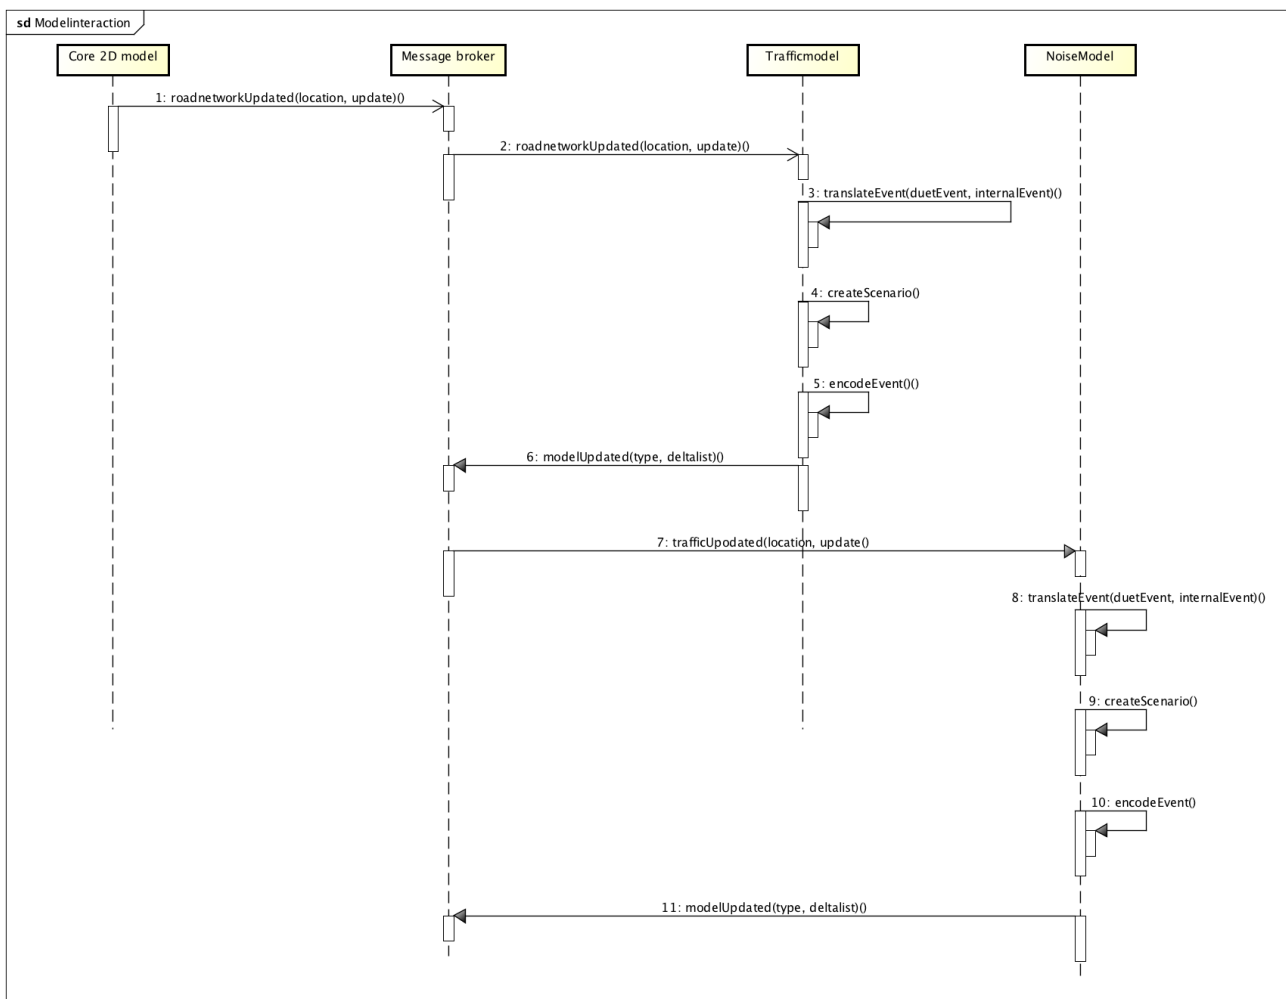 sd Modelinteraction
Core 2D model
Message broker
Trafficmodel
NoiseModel
1: roadnetworkUpdated(location, update)()
2: roadnetworkUpdated(location, update)()
3: translateEvent(duetEvent, internalEvent)()
4: createScenario()
5: encodeEvent()()
6: modelUpdated(type, deltalist)()
7: trafficUpodated(location, update()
8: translateEvent(duetEvent, internalEvent)()
9: createScenario()
10: encodeEvent()
11: modelUpdated(type, deltalist)()